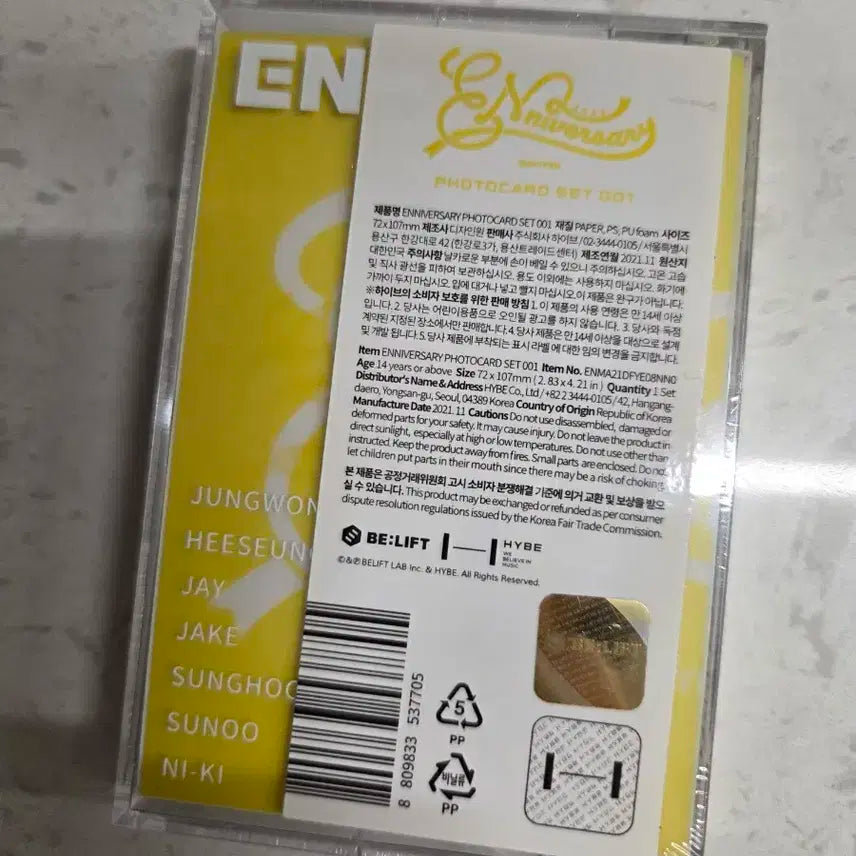 EN
ENniversary
PHOTOCARD SET 001
제품명 ENNIVERSARY PHOTOCARD SET 001 재질 PAPER, PS, PU foam 사이즈
72 x 107mm 제조사 디자인원 판매사 주식회사 하이브 / 02-3444-0105 / 서울특별시
용산구 한강대로 42 (한강로3가, 용산트레이드센터) 제조연월 2021.11 원산지
대한민국 주의사항 날카로운 부분에 손이 베일 수 있으니 주의하십시오. 고온 고습
및 직사 광선을 피하여 보관하십시오. 용도 이외에는 사용하지 마십시오. 화기에
가까이 두지 마십시오. 입에 대거나 넣고 빨지 마십시오. 이 제품은 완구가 아닙니다.
※하이브의 소비자 보호를 위한 판매 방침 1. 이 제품의 사용 연령은 만 14세 이상
입니다. 2. 당사는 어린이용품으로 오인될 광고를 하지 않습니다. 3. 당사와 독점
계약된 지정된 장소에서만 판매합니다. 4. 당사 제품은 만 14세 이상을 대상으로 설계
및 개발 됩니다. 5. 당사 제품에 부착되는 표시 라벨에 대한 임의 변경을 금지합니다.
Item ENNIVERSARY PHOTOCARD SET 001 Item No. ENMA21DFYE08NN0
Age 14 years or above Size 72 x 107mm ( 2.83 x 4.21 in ) Quantity 1 Set
Distributor's Name & Address HYBE Co., Ltd / +82 2 3444-0105 / 42, Hangang-
daero, Yongsan-gu, Seoul, 04389 Korea Country of Origin Republic of Korea
Manufacture Date 2021. 11 Cautions Do not use disassembled, damaged or
deformed parts for your safety. It may cause injury. Do not leave the product in
direct sunlight, especially at high or low temperatures. Do not use other than
instructed. Keep the product away from fires. Small parts are enclosed. Do not
let children put parts in their mouth since there may be a risk of choking.
본 제품은 공정거래위원회 고시 소비자 분쟁해결 기준에 의거 교환 및 보상을 받으
실 수 있습니다. This product may be exchanged or refunded as per consumer
dispute resolution regulations issued by the Korea Fair Trade Commission.
BE:LIFT
HYBE
WE
BELIEVE IN
MUSIC
©&℗ BELIFT LAB Inc. & HYBE. All Rights Reserved.
JUNGWON
HEESEUNG
JAY
JAKE
SUNGHOO
SUNOO
NI-KI
8 809833 537705
5
PP
비닐류
PP
BE:LIFT